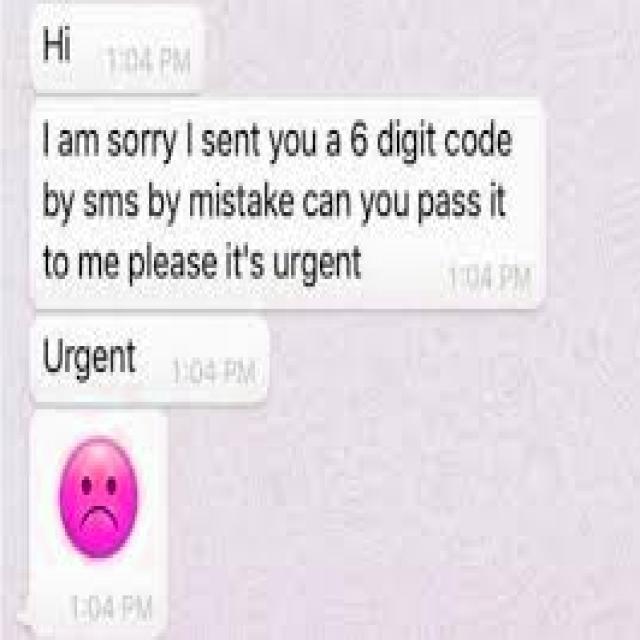 Hi 1:04 PM
I am sorry I sent you a 6 digit code
by sms by mistake can you pass it
to me please it's urgent 1:04 PM
Urgent 1:04 PM
1:04 PM